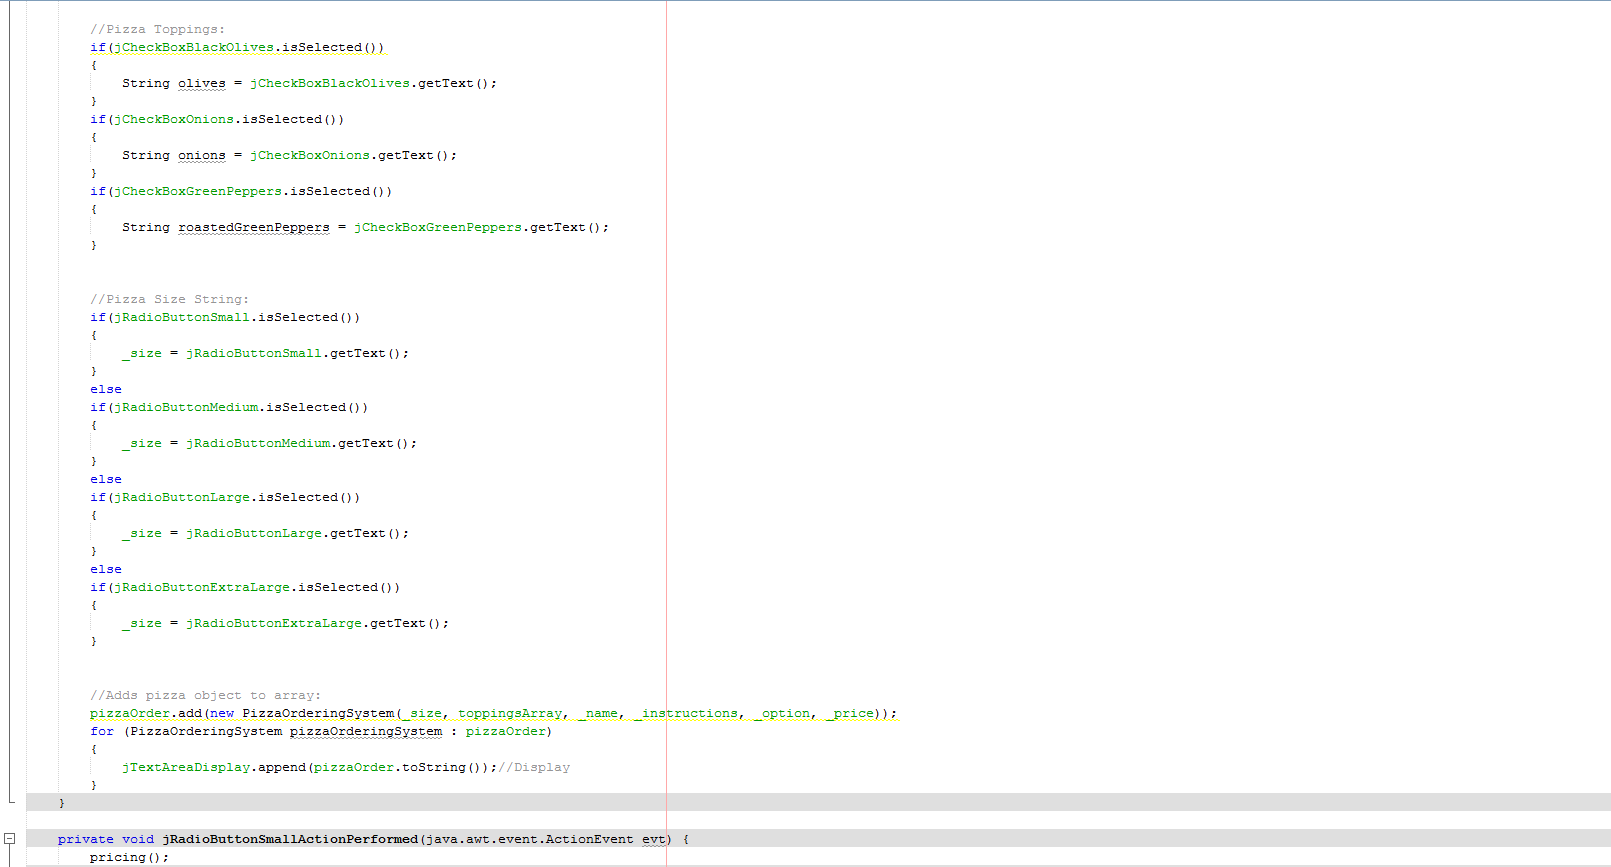 //Pizza Toppings:
if(jCheckBoxBlackOlives.isSelected())
{
String olives = jCheckBoxBlackOlives.getText();
}
if(jCheckBoxOnions.isSelected())
{
String onions = jCheckBoxOnions.getText();
}
if(jCheckBoxGreenPeppers.isSelected())
{
String roastedGreenPeppers = jCheckBoxGreenPeppers.getText();
}
//Pizza Size String:
if(jRadioButtonSmall.isSelected())
{
_size = jRadioButtonSmall.getText();
}
else
if(jRadioButtonMedium.isSelected())
{
_size = jRadioButtonMedium.getText();
}
else
if(jRadioButtonLarge.isSelected())
{
_size = jRadioButtonLarge.getText();
}
else
if(jRadioButtonExtraLarge.isSelected())
{
_size = jRadioButtonExtraLarge.getText();
}
//Adds pizza object to array:
pizzaOrder.add(new PizzaOrderingSystem(_size, toppingsArray, _name, _instructions, _option, _price));
for (PizzaOrderingSystem pizzaOrderingSystem : pizzaOrder)
{
jTextAreaDisplay.append(pizzaOrder.toString());//Display
}
}
private void jRadioButtonSmallActionPerformed(java.awt.event.ActionEvent evt) {
pricing();